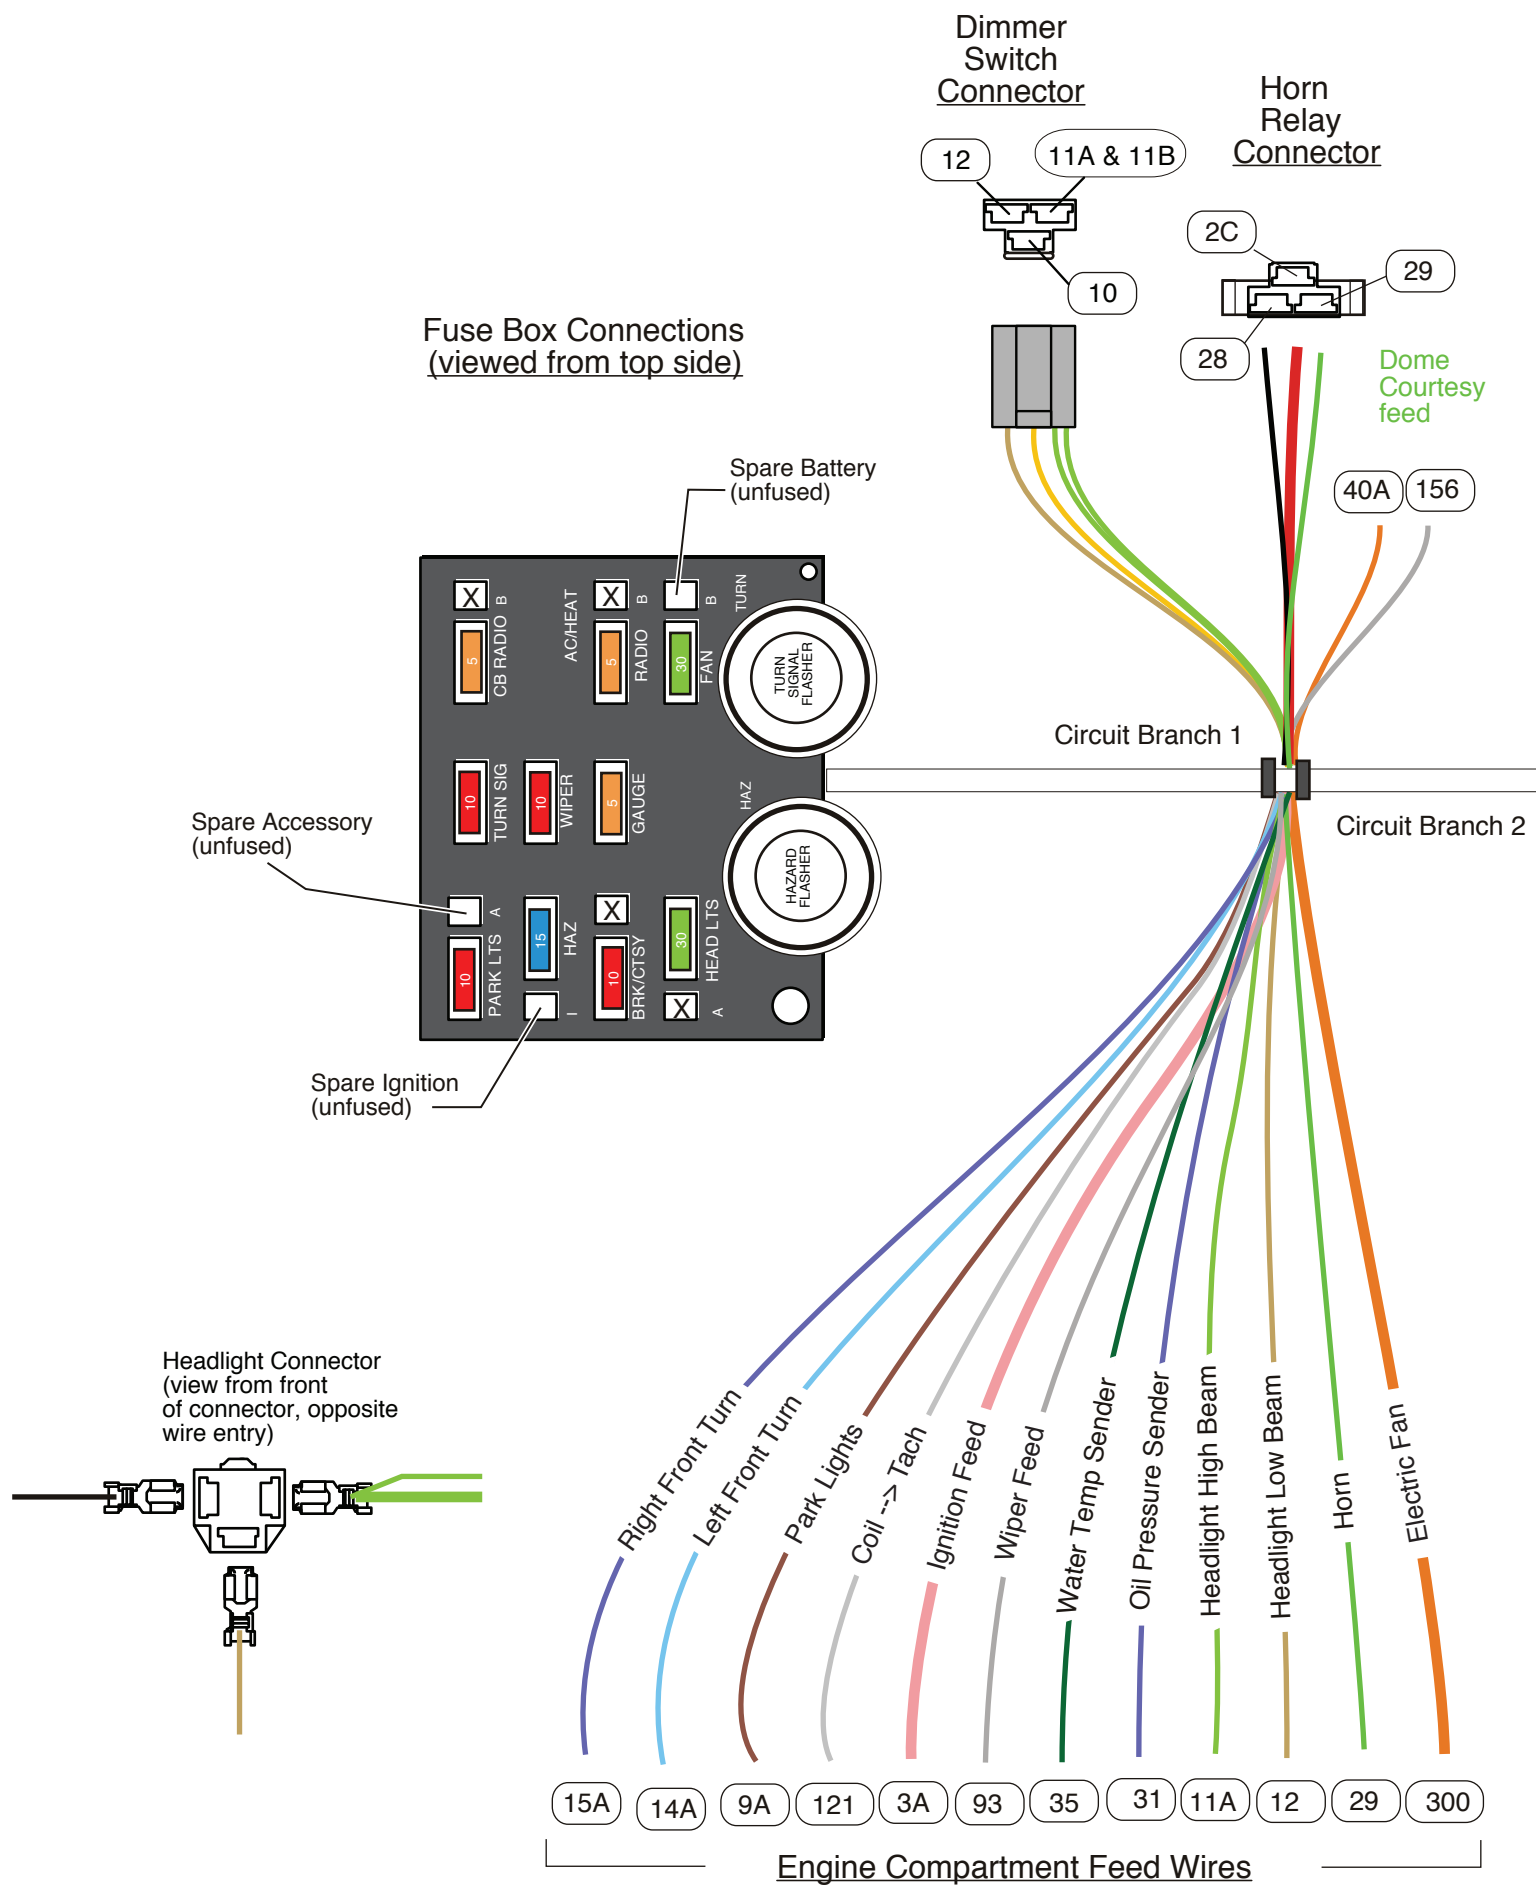 Dimmer
Switch
Connector
Horn
Relay
Connector
12
11A & 11B
10
2C
29
28
Dome
Courtesy
feed
40A
156
Fuse Box Connections
(viewed from top side)
Spare Battery
(unfused)
X
B
5
CB RADIO
AC/HEAT
X
B
5
RADIO
B
30
FAN
TURN
TURN
SIGNAL
FLASHER
10
TURN SIG
10
WIPER
5
GAUGE
HAZ
HAZARD
FLASHER
Spare Accessory
(unfused)
A
10
PARK LTS
15
HAZ
I
X
10
BRK/CTSY
30
HEAD LTS
X
A
Spare Ignition
(unfused)
Circuit Branch 1
Circuit Branch 2
Headlight Connector
(view from front
of connector, opposite
wire entry)
Right Front Turn
Left Front Turn
Park Lights
Coil --> Tach
Ignition Feed
Wiper Feed
Water Temp Sender
Oil Pressure Sender
Headlight High Beam
Headlight Low Beam
Horn
Electric Fan
15A
14A
9A
121
3A
93
35
31
11A
12
29
300
Engine Compartment Feed Wires